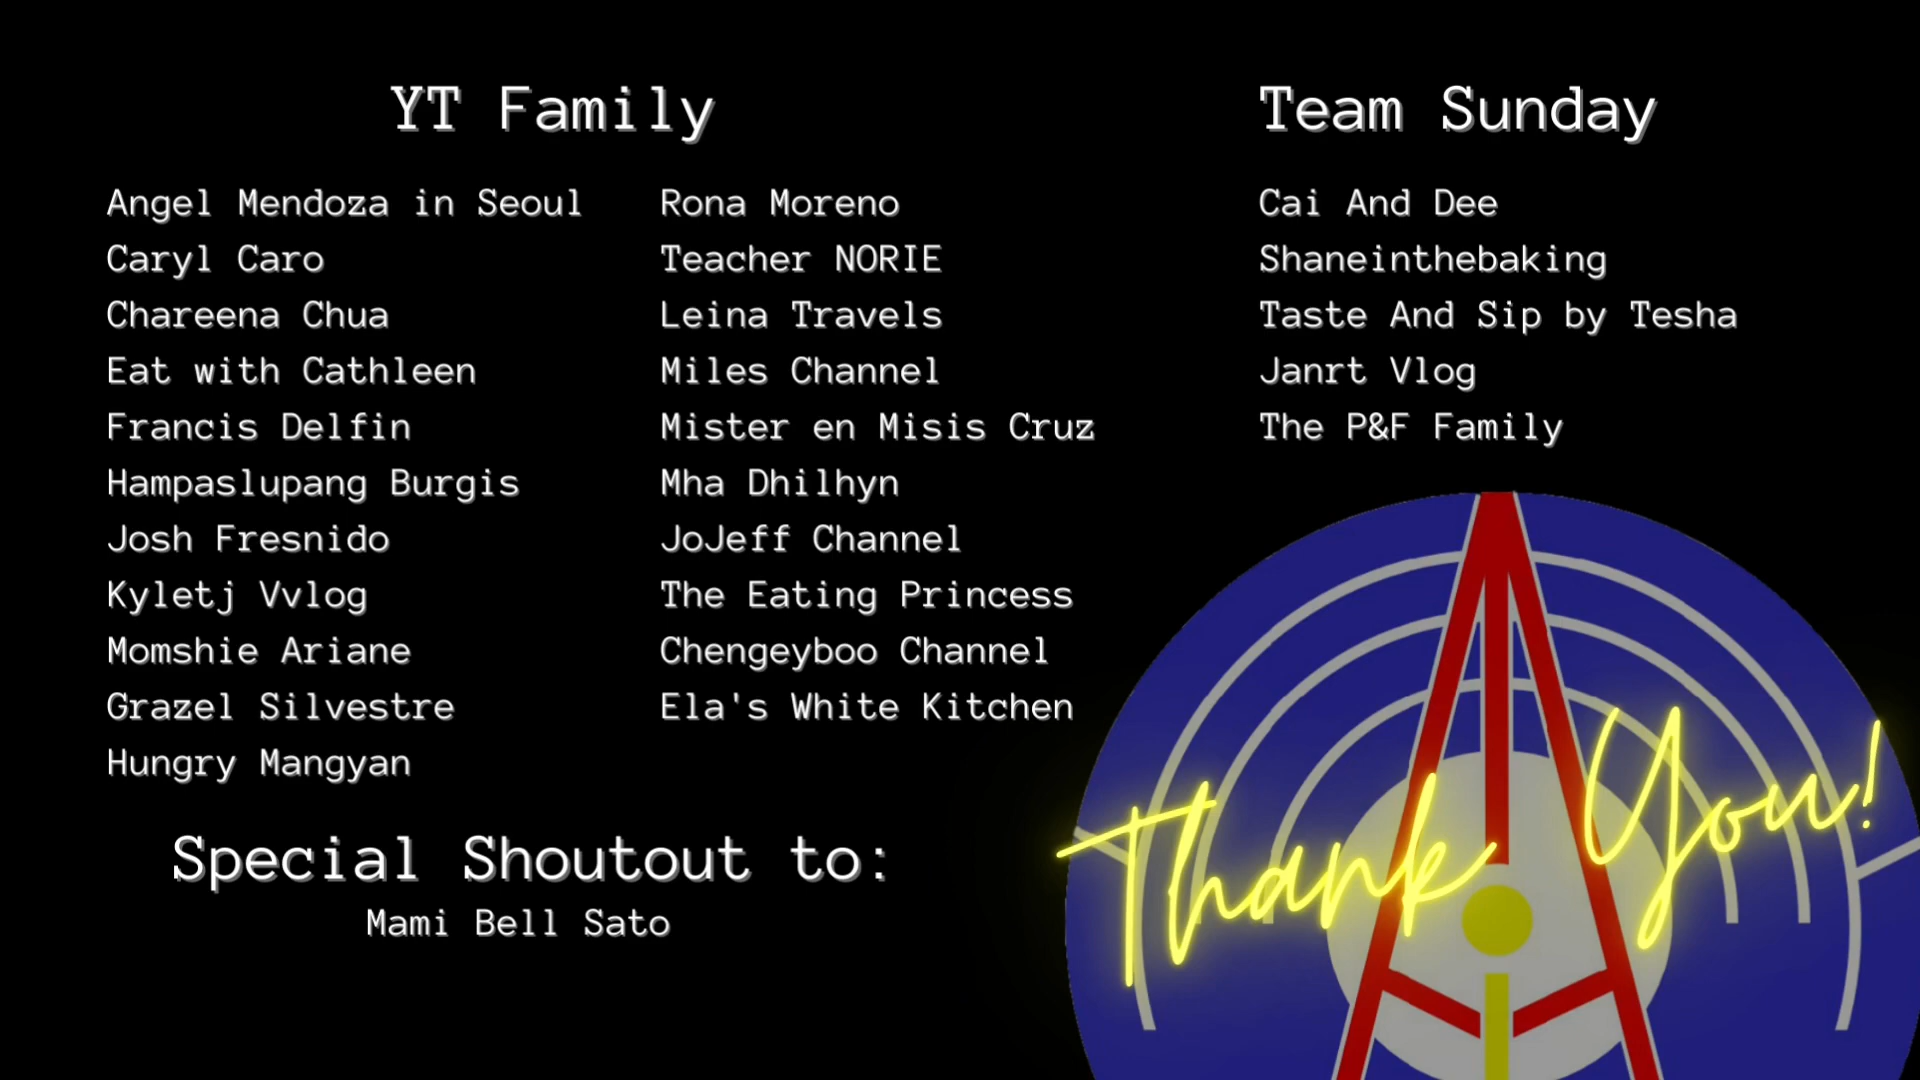 YT Family
Angel Mendoza in Seoul
Caryl Caro
Chareena Chua
Eat with Cathleen
Francis Delfin
Hampaslupang Burgis
Josh Fresnido
Kyletj Vvlog
Momshie Ariane
Grazel Silvestre
Hungry Mangyan
Rona Moreno
Teacher NORIE
Leina Travels
Miles Channel
Mister en Misis Cruz
Mha Dhilhyn
JoJeff Channel
The Eating Princess
Chengeyboo Channel
Ela's White Kitchen
Team Sunday
Cai And Dee
Shaneinthebaking
Taste And Sip by Tesha
Janrt Vlog
The P&F Family
Special Shoutout to:
Mami Bell Sato
Thank You!